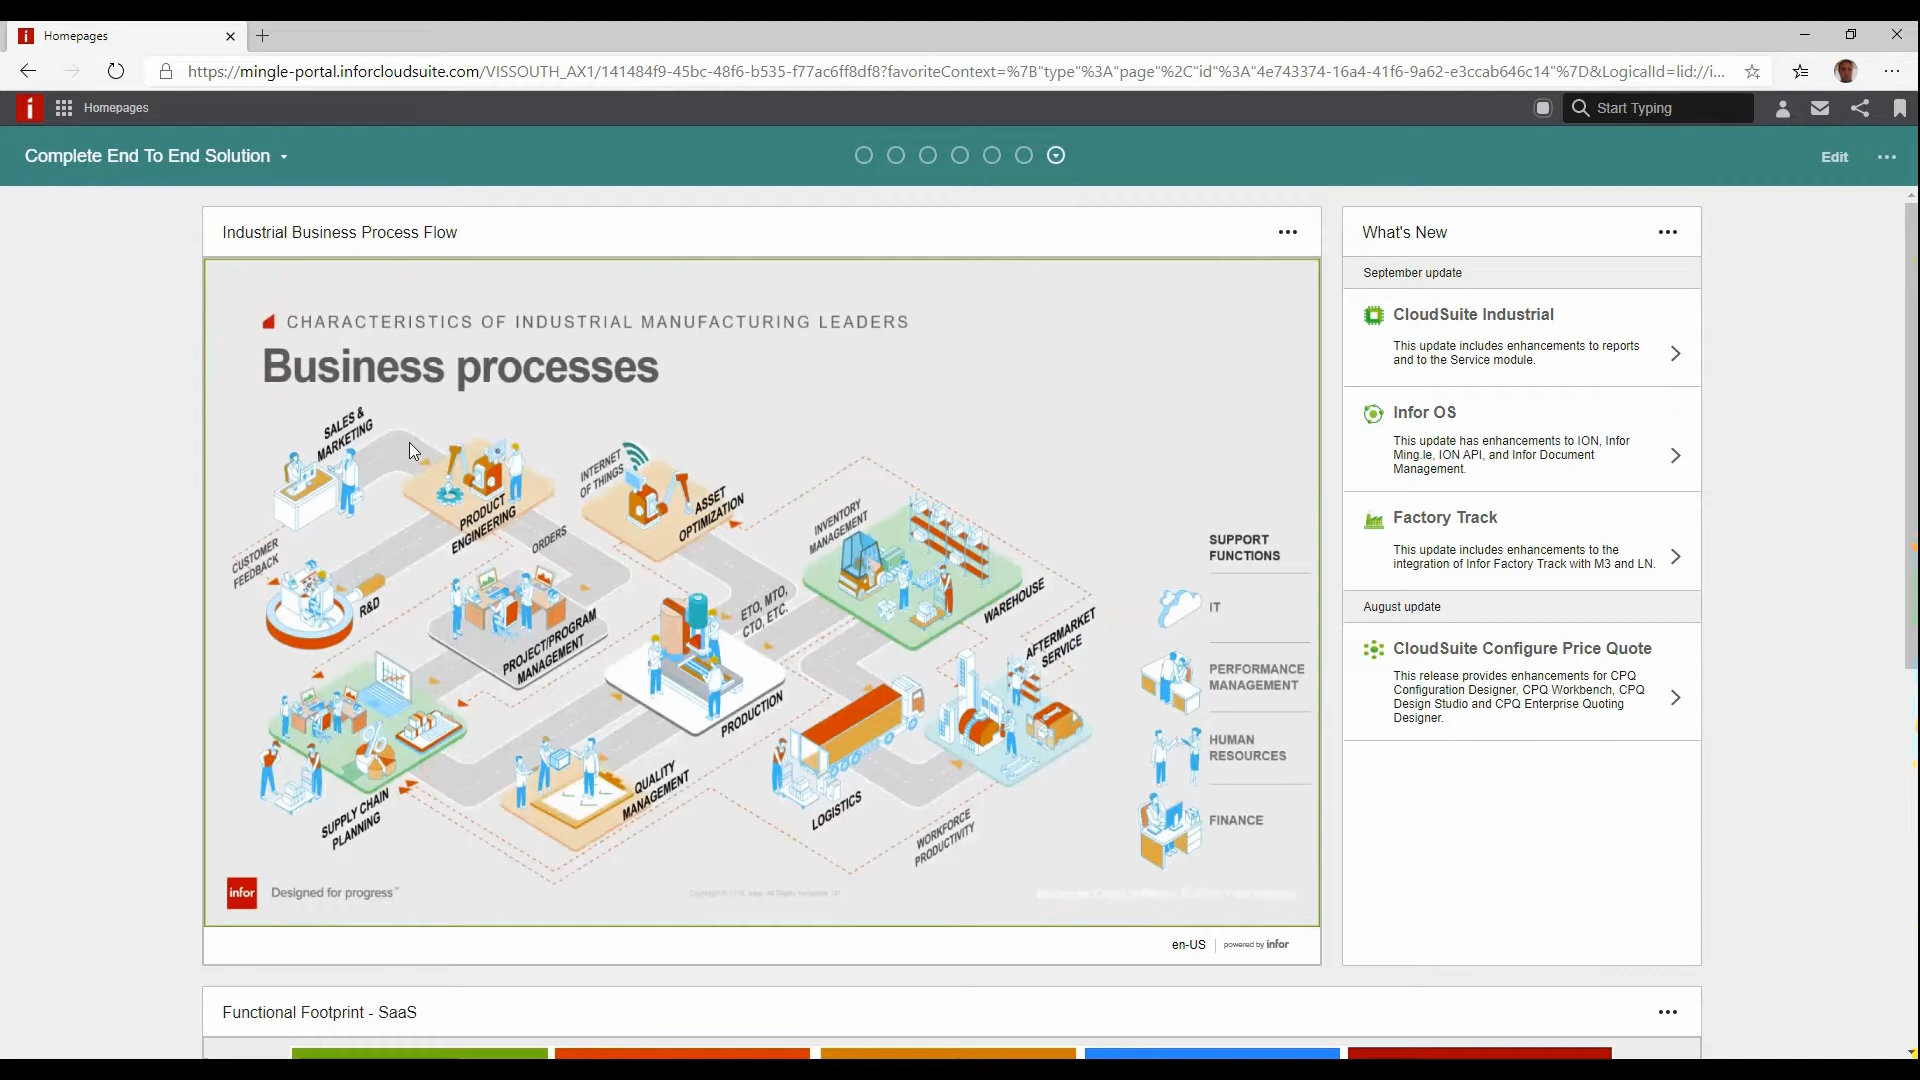 Homepages
https://mingle-portal.inforcloudsuite.com/VISSOUTH_AX1/141484f9-45bc-48f6-b535-f77ac6ff8df8?favoriteContext=%7B"type"%3A"page"%2C"id"%3A"4e743374-16a4-41f6-9a62-e3ccab646c14"%7D&LogicalId=lid://i...
Homepages
Start Typing
Complete End To End Solution
Edit
Industrial Business Process Flow
CHARACTERISTICS OF INDUSTRIAL MANUFACTURING LEADERS
Business processes
SALES &
MARKETING
PRODUCT
ENGINEERING
INTERNET
OF THINGS
ASSET
OPTIMIZATION
ORDERS
CUSTOMER
FEEDBACK
R&D
PROJECT/PROGRAM
MANAGEMENT
ETO, MTO,
CTO, ETC.
INVENTORY
MANAGEMENT
WAREHOUSE
AFTERMARKET
SERVICE
PRODUCTION
SUPPLY CHAIN
PLANNING
QUALITY
MANAGEMENT
LOGISTICS
WORKFORCE
PRODUCTIVITY
SUPPORT
FUNCTIONS
IT
PERFORMANCE
MANAGEMENT
HUMAN
RESOURCES
FINANCE
infor
Designed for progress™
en-US
powered by infor
What's New
September update
CloudSuite Industrial
This update includes enhancements to reports
and to the Service module.
Infor OS
This update has enhancements to ION, Infor
Ming.le, ION API, and Infor Document
Management.
Factory Track
This update includes enhancements to the
integration of Infor Factory Track with M3 and LN.
August update
CloudSuite Configure Price Quote
This release provides enhancements for CPQ
Configuration Designer, CPQ Workbench, CPQ
Design Studio and CPQ Enterprise Quoting
Designer.
Functional Footprint - SaaS